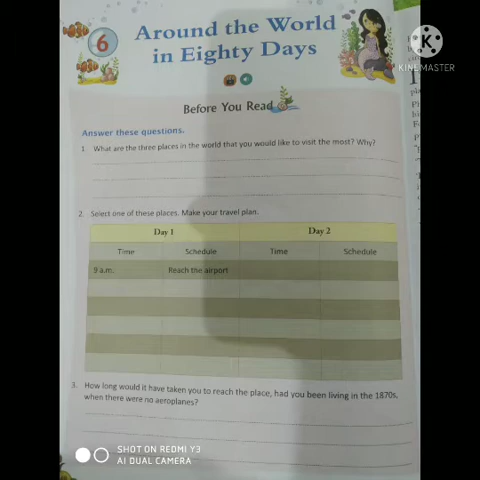 6
Around the World
in Eighty Days
K
KINEMASTER
Before You Read
Answer these questions.
1 What are the three places in the world that you would like to visit the most? Why?
2. Select one of these places. Make your travel plan.
Day 1 Day 2
Time Schedule Time Schedule
9 a.m. Reach the airport
3. How long would it have taken you to reach the place, had you been living in the 1870s,
when there were no aeroplanes?
SHOT ON REDMI Y3
AI DUAL CAMERA